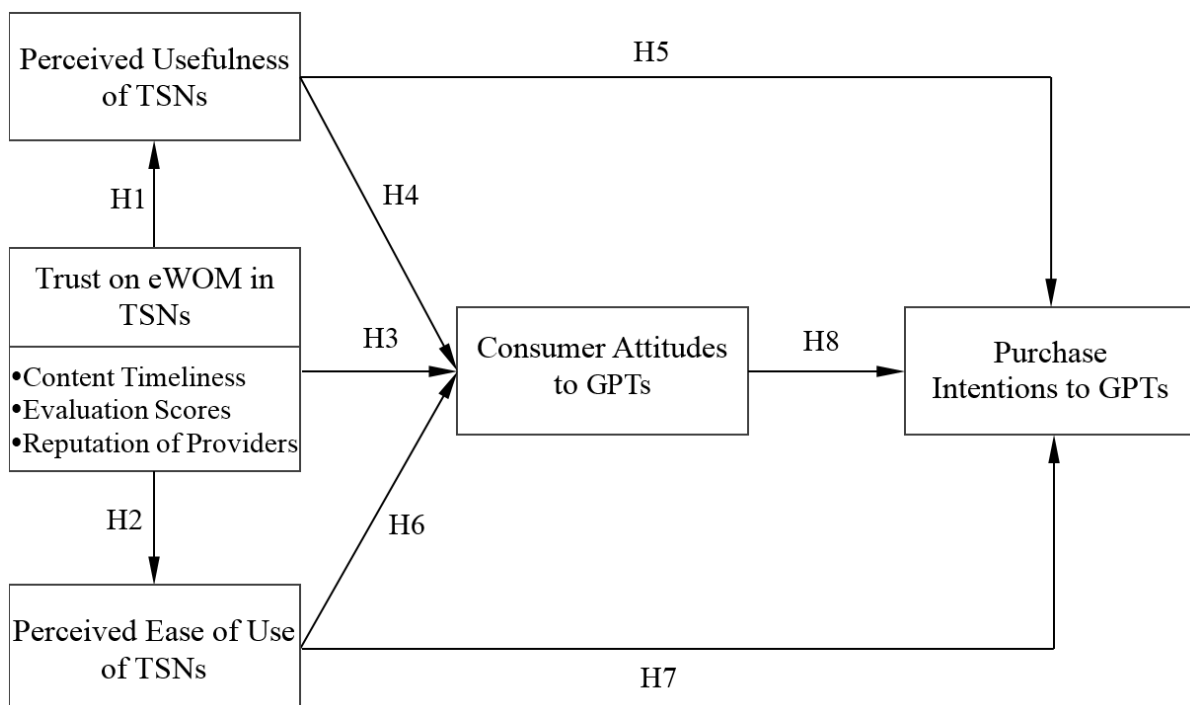 Perceived Usefulness
of TSNs
H5
H1
H4
Trust on eWOM in
TSNs
•Content Timeliness
•Evaluation Scores
•Reputation of Providers
H3
Consumer Attitudes
to GPTs
H8
Purchase
Intentions to GPTs
H2
H6
Perceived Ease of Use
of TSNs
H7